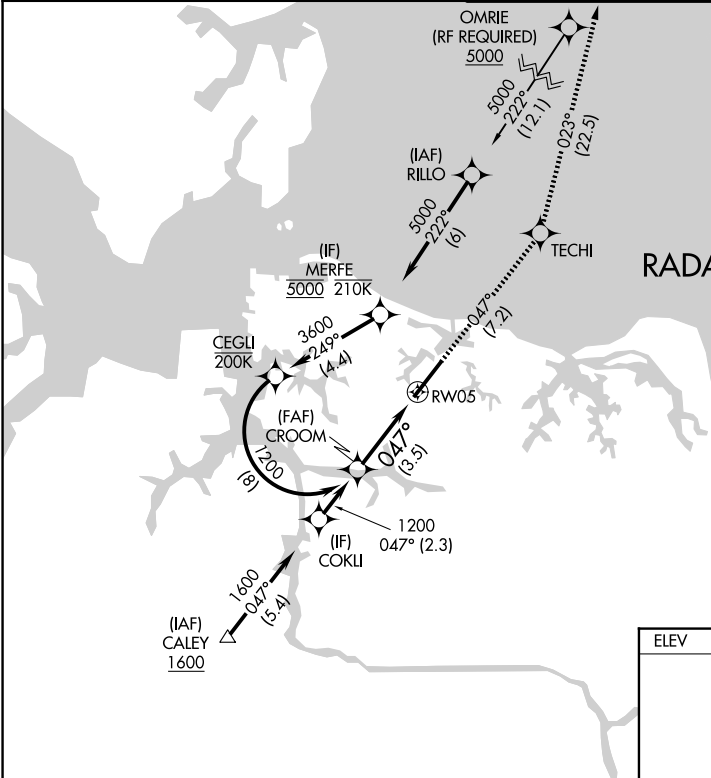 OMRIE
(RF REQUIRED)
5000
5000
222°
(12.1)
023°
(22.5)
(IAF)
RILLO
5000
222°
(6)
TECHI
RADA
(IF)
MERFE
5000 210K
047°
(7.2)
3600
249°
(4.4)
CEGLI
200K
RW05
(FAF)
CROOM
047°
(3.5)
1200
(8)
1200
047° (2.3)
(IF)
COKLI
1600
047°
(5.4)
(IAF)
CALEY
1600
ELEV